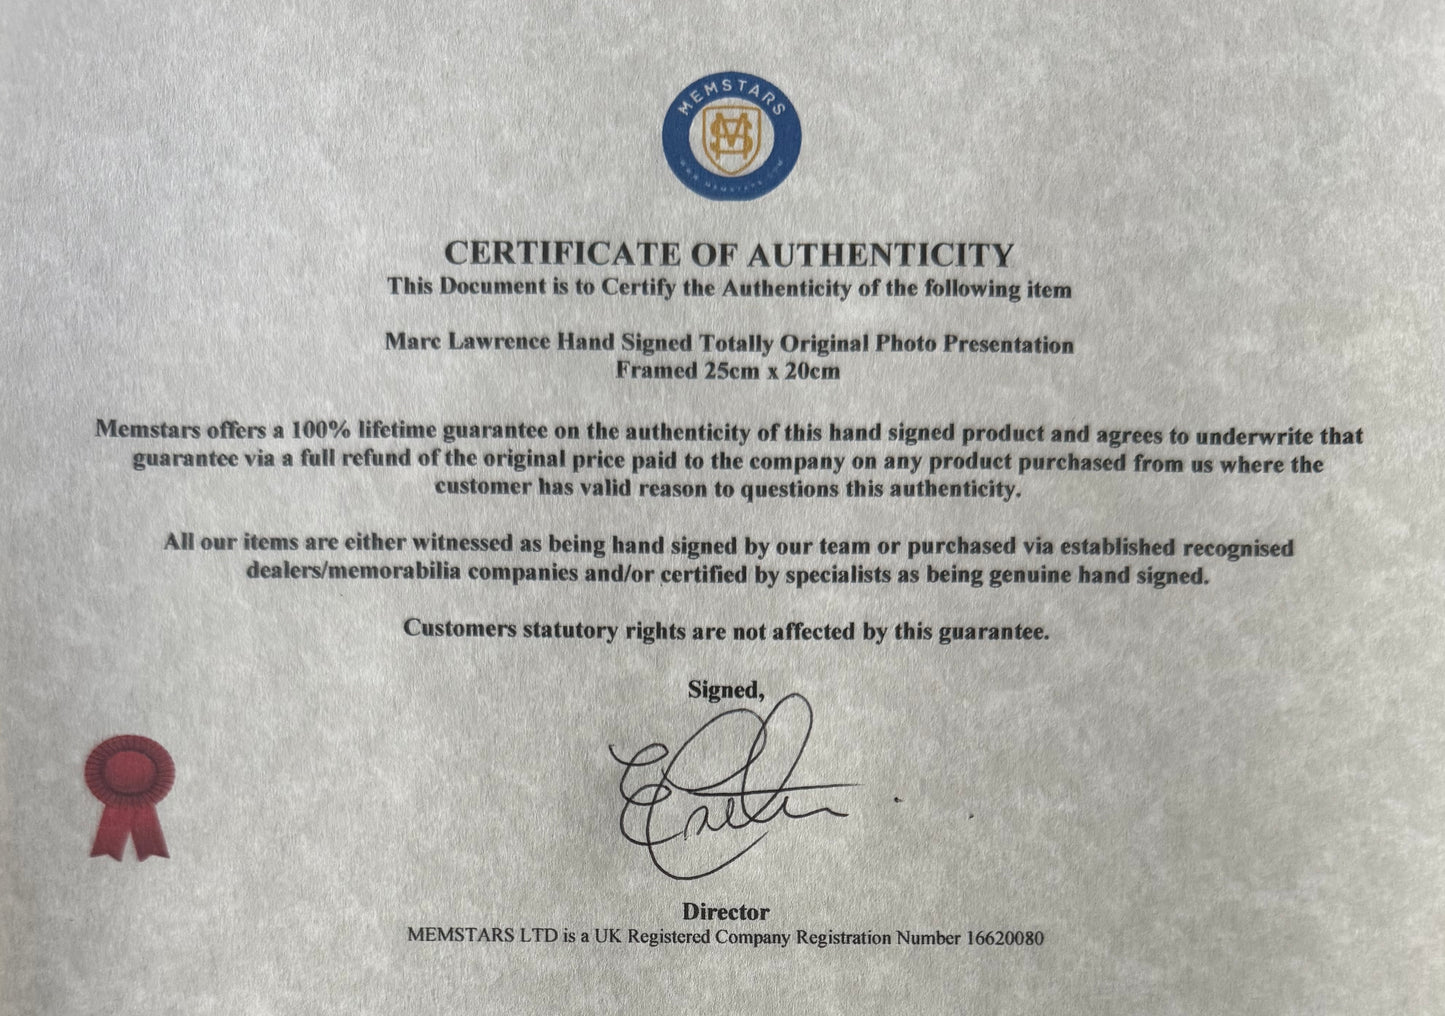 MEMSTARS
WWW.MEMSTARS.COM
CERTIFICATE OF AUTHENTICITY
This Document is to Certify the Authenticity of the following item
Marc Lawrence Hand Signed Totally Original Photo Presentation
Framed 25cm x 20cm
Memstars offers a 100% lifetime guarantee on the authenticity of this hand signed product and agrees to underwrite that
guarantee via a full refund of the original price paid to the company on any product purchased from us where the
customer has valid reason to questions this authenticity.
All our items are either witnessed as being hand signed by our team or purchased via established recognised
dealers/memorabilia companies and/or certified by specialists as being genuine hand signed.
Customers statutory rights are not affected by this guarantee.
Signed,
Director
MEMSTARS LTD is a UK Registered Company Registration Number 16620080